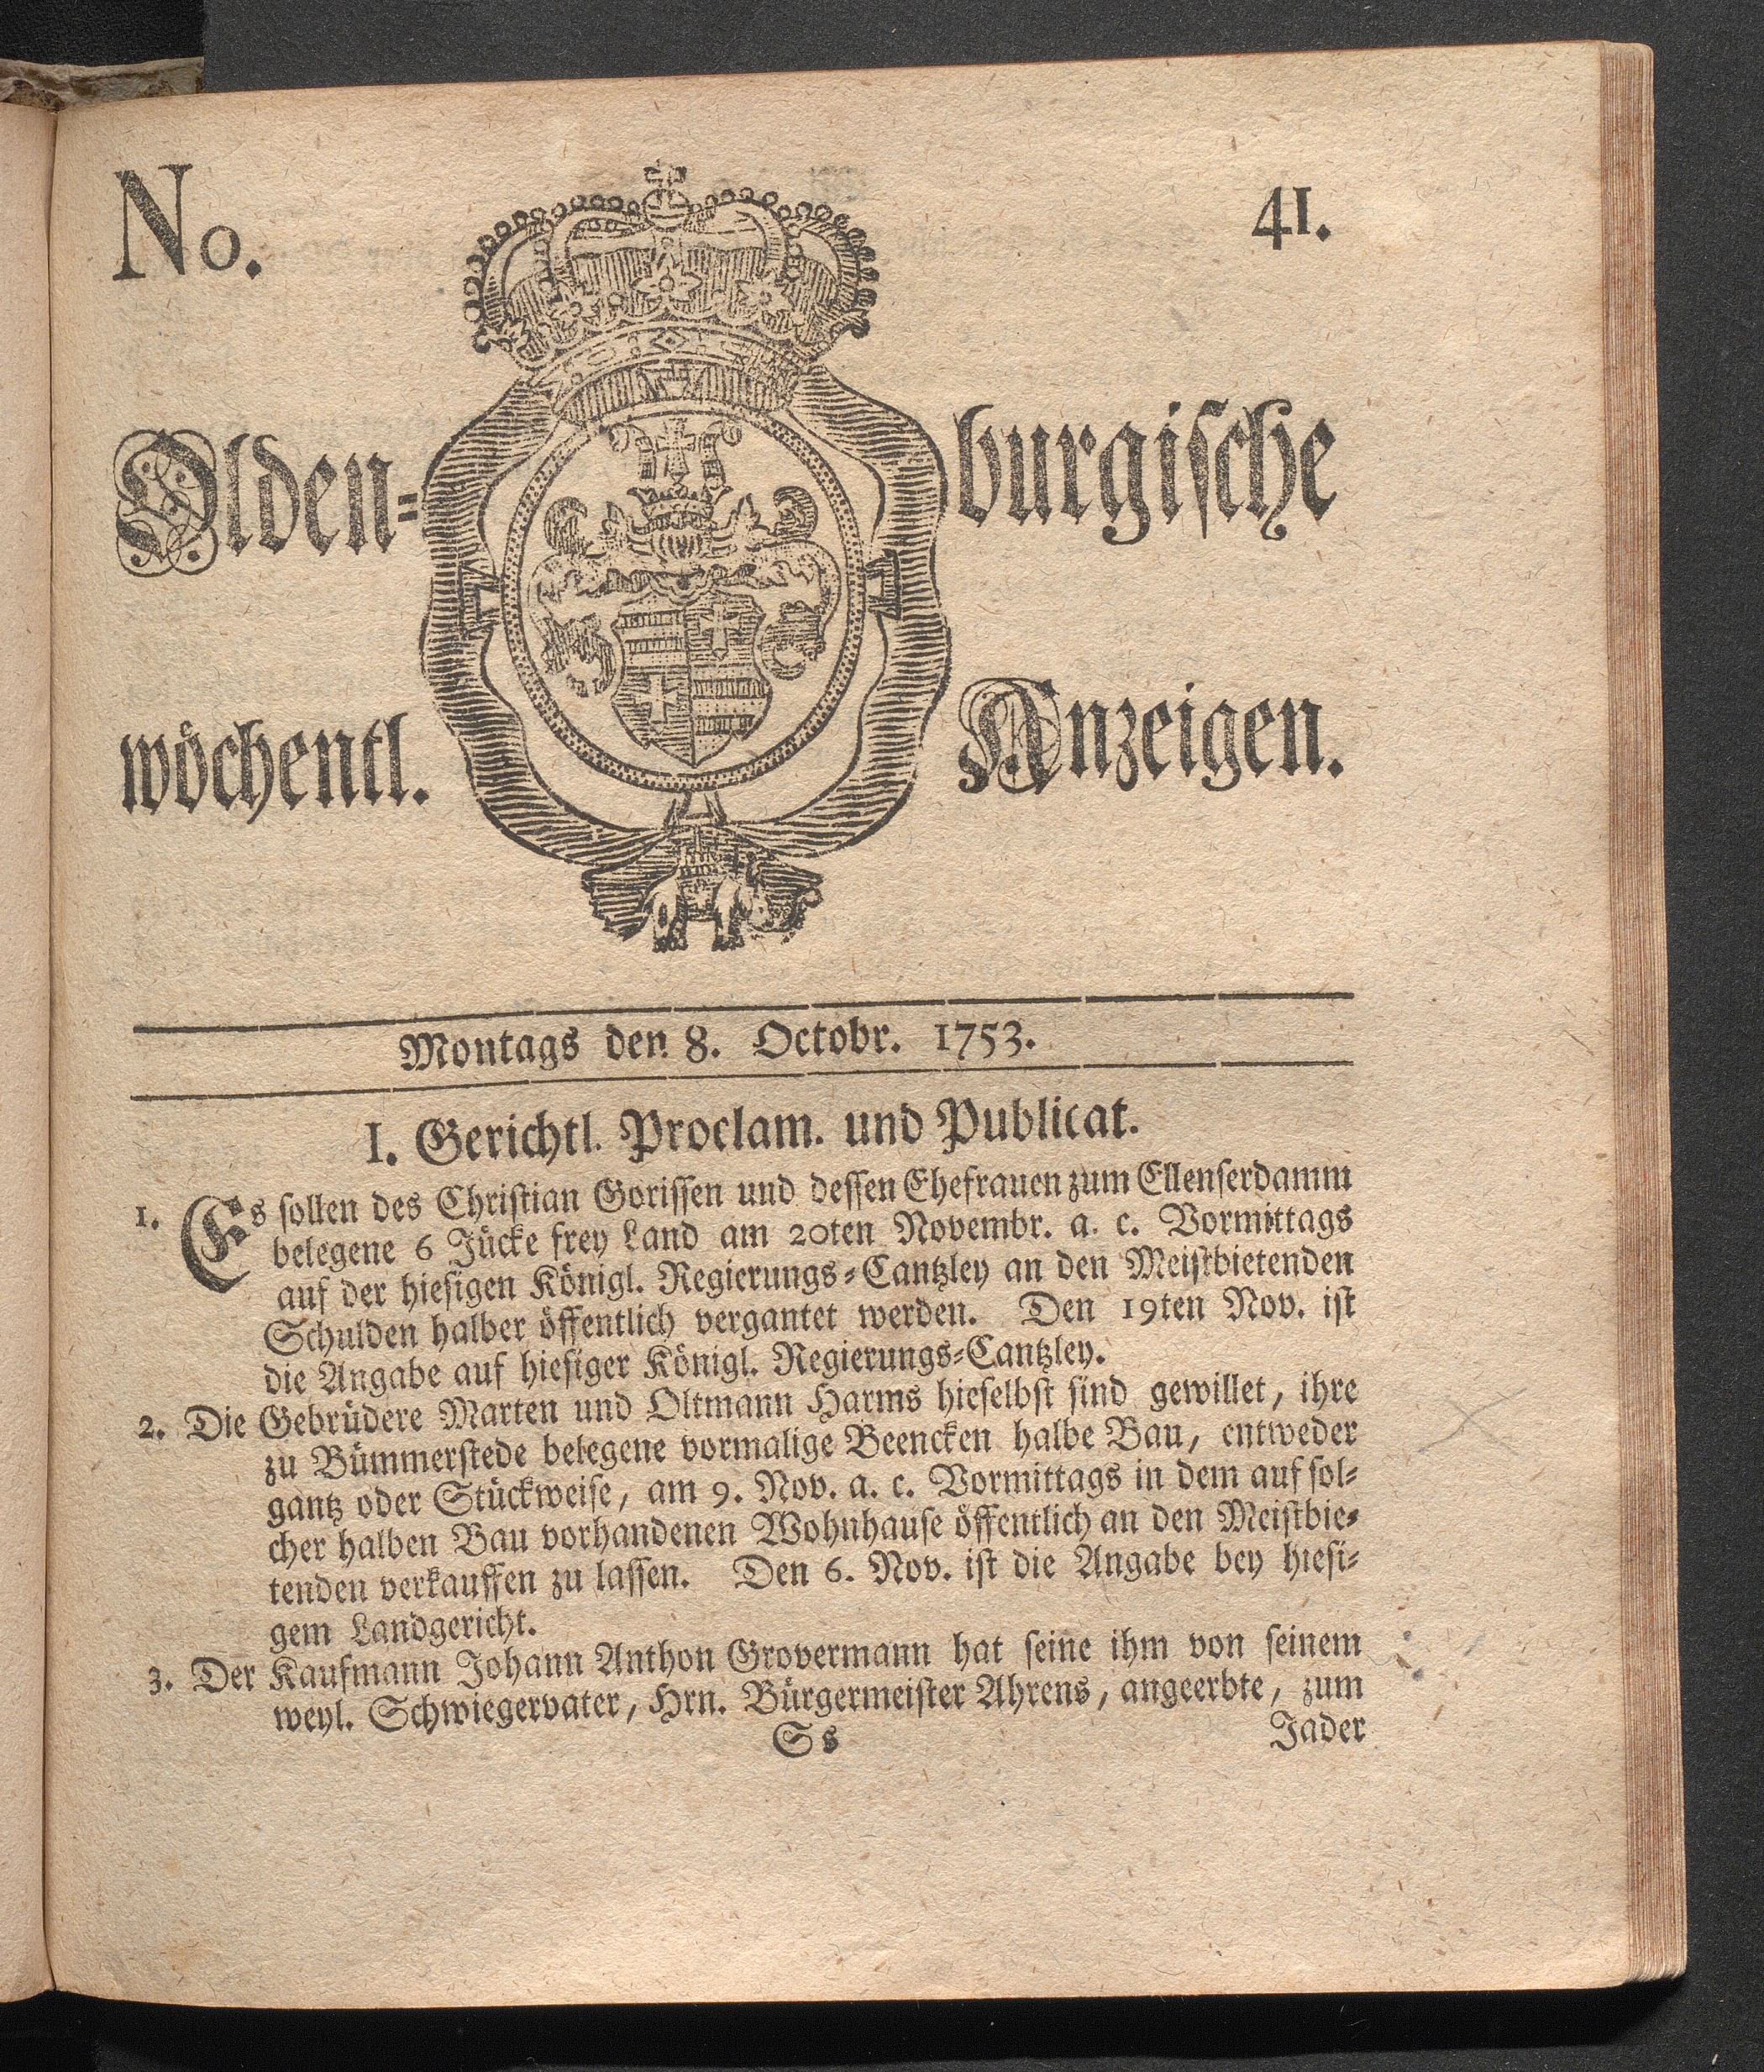 No. 41.
Olden= burgische
wöchentl. Anzeigen.
Montags den 8. Octobr. 1753.
I. Gerichtl. Proclam. und Publicat.
1. Es sollen des Christian Gorissen und dessen Ehefrauen zum Ellenserdamm
belegene 6 Jücke frey Land am 20ten Novembr. a. c. Vormittags
auf der hiesigen Königl. Regierungs=Cantzley an den Meistbietenden
Schulden halber öffentlich vergantet werden. Den 19ten Nov. ist
die Angabe auf hiesiger Königl. Regierungs=Cantzley.
2. Die Gebrüdere Marten und Oltmann Harms hieselbst sind gewillet, ihre
zu Bümmerstede belegene vormalige Beencken halbe Bau, entweder
gantz oder Stückweise, am 9. Nov. a. c. Vormittags in dem auf sol=
cher halben Bau vorhandenen Wohnhause öffentlich an den Meistbie=
tenden verkauffen zu lassen. Den 6. Nov. ist die Angabe bey hiesi=
gem Landgericht.
3. Der Kaufmann Johann Anthon Grovermann hat seine ihm von seinem
weyl. Schwiegervater, Hrn. Bürgermeister Ahrens, angeerbte, zum
Ss Jader